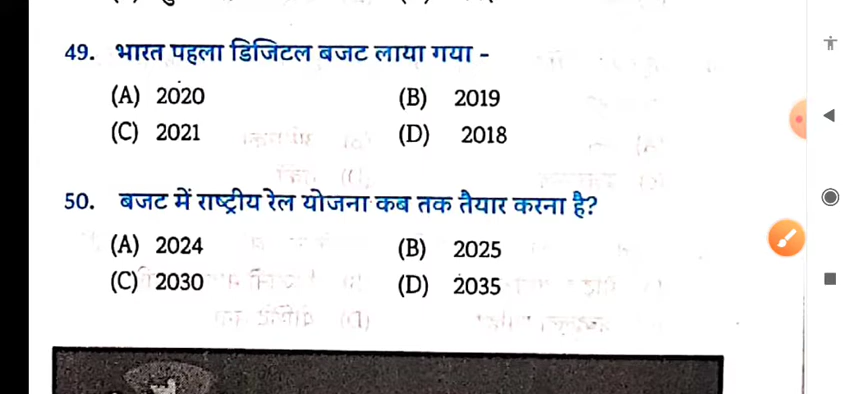 49. भारत पहला डिजिटल बजट लाया गया -
(A) 2020 (B) 2019
(C) 2021 (D) 2018
50. बजट में राष्ट्रीय रेल योजना कब तक तैयार करना है?
(A) 2024 (B) 2025
(C) 2030 (D) 2035